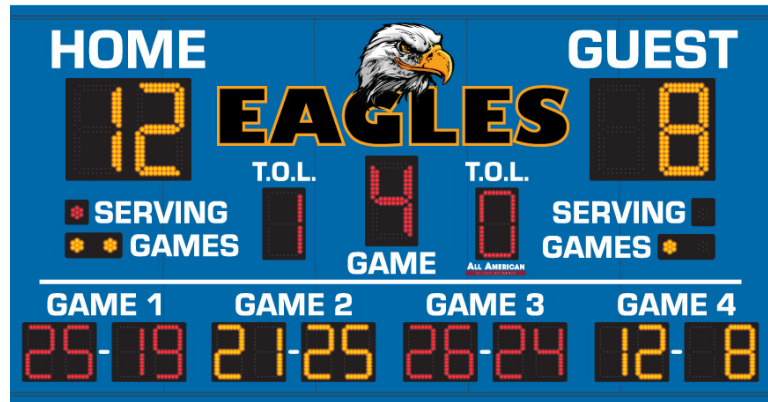 HOME GUEST
12 EAGLES 8
T.O.L. T.O.L.
1 4 0
SERVING SERVING
GAMES GAME GAMES
ALL AMERICAN
GAME 1 GAME 2 GAME 3 GAME 4
25-19 21-25 26-24 12- 8